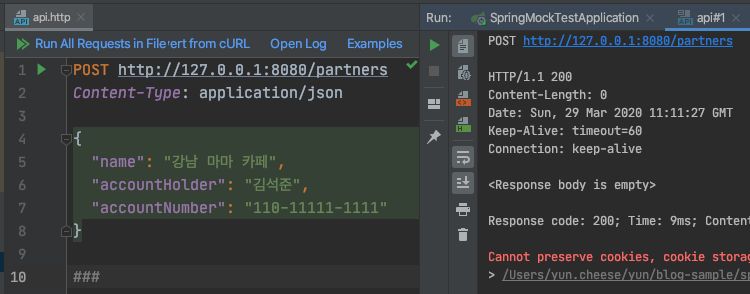 api.http
Run All Requests in File
vert from cURL
Open Log
Examples
1
POST http://127.0.0.1:8080/partners
2
Content-Type: application/json
3
4
{
5
"name": "강남 마마 카페",
6
"accountHolder": "김석준",
7
"accountNumber": "110-11111-1111"
8
}
9
10
###
Run:
SpringMockTestApplication
api#1
POST http://127.0.0.1:8080/partners
HTTP/1.1 200
Content-Length: 0
Date: Sun, 29 Mar 2020 11:11:27 GMT
Keep-Alive: timeout=60
Connection: keep-alive
<Response body is empty>
Response code: 200; Time: 9ms; Content
Cannot preserve cookies, cookie storag
> /Users/yun.cheese/yun/blog-sample/sp